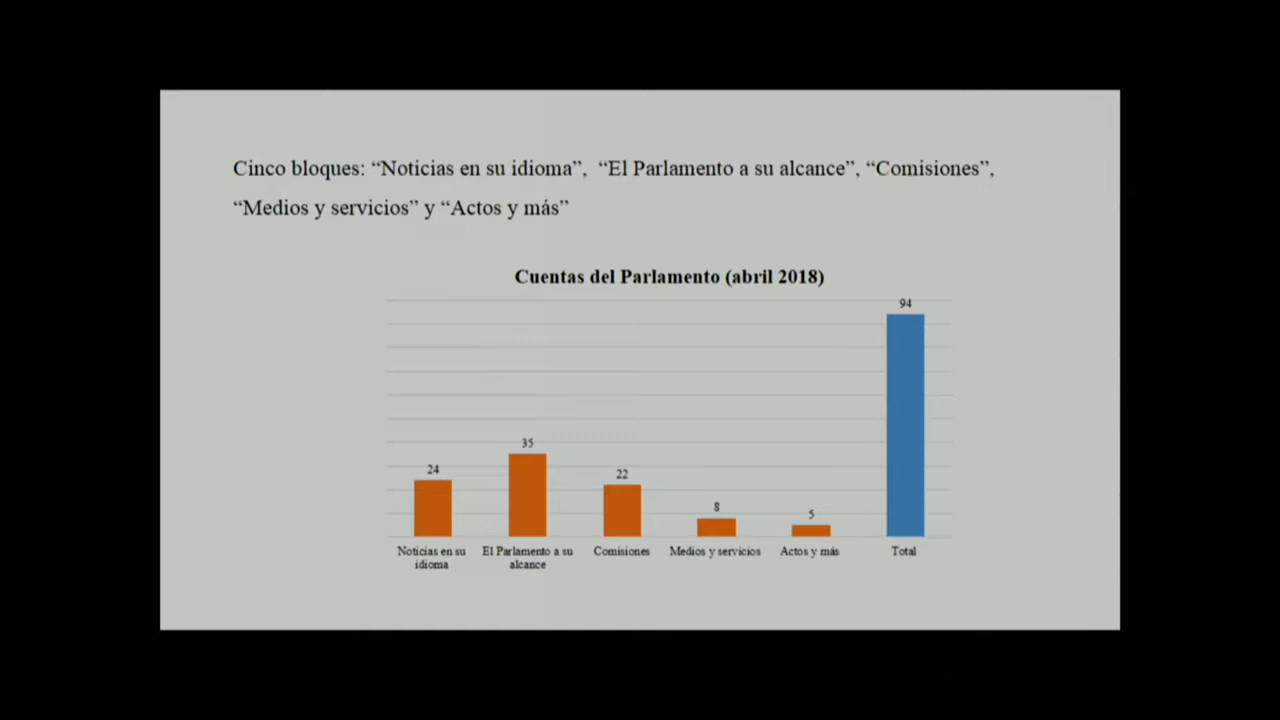 Cinco bloques: “Noticias en su idioma”, “El Parlamento a su alcance”, “Comisiones”,
“Medios y servicios” y “Actos y más”
Cuentas del Parlamento (abril 2018)
94
35
24
22
8
5
Noticias en su
idioma
El Parlamento a su
alcance
Comisiones
Medios y servicios
Actos y más
Total